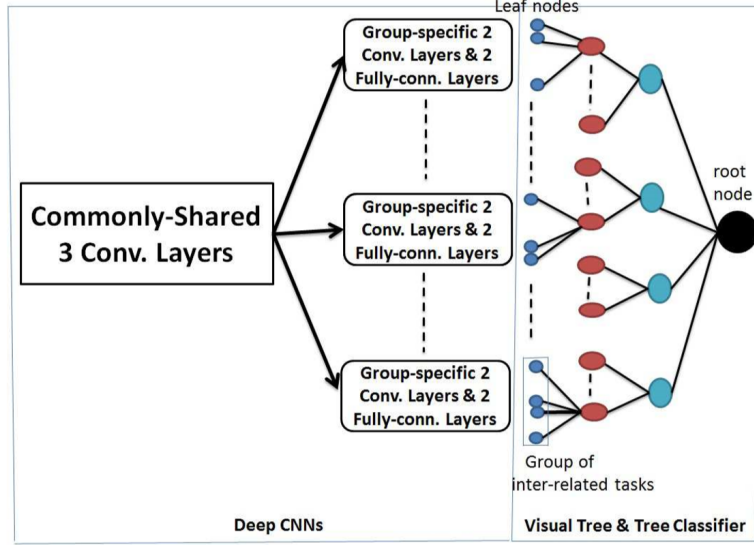 Leaf nodes
Group-specific 2
Conv. Layers & 2
Fully-conn. Layers
root
node
Commonly-Shared
3 Conv. Layers
Group-specific 2
Conv. Layers & 2
Fully-conn. Layers
Group-specific 2
Conv. Layers & 2
Fully-conn. Layers
Group of
inter-related tasks
Deep CNNs
Visual Tree & Tree Classifier